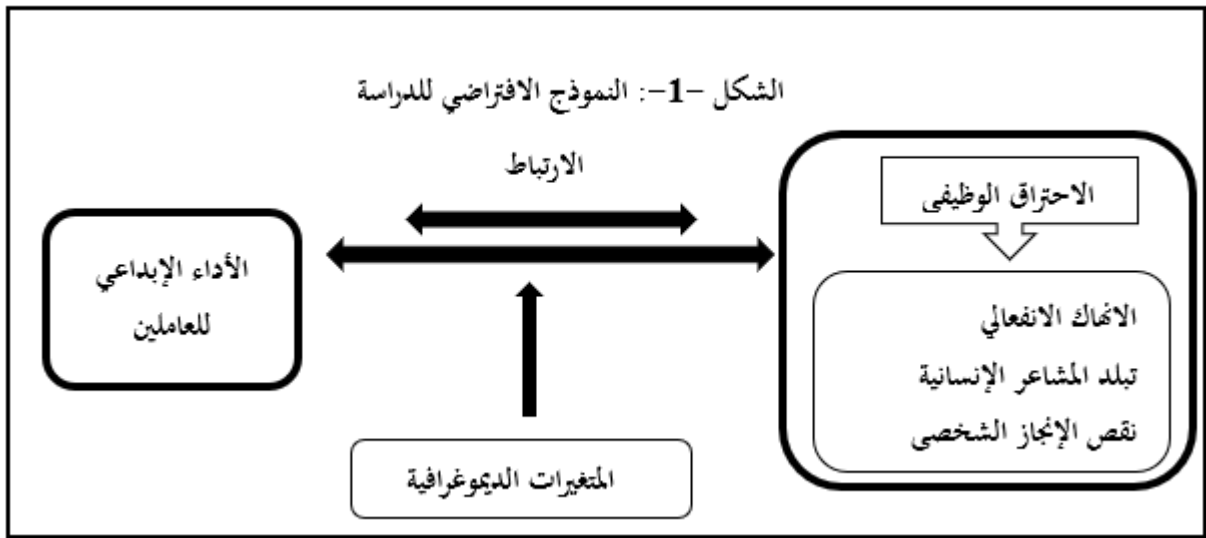 الشكل -1-: النموذج الافتراضي للدراسة
الارتباط
الاحتراق الوظيفي
الانهاك الانفعالي
تبلد المشاعر الإنسانية
نقص الإنجاز الشخصي
الأداء الإبداعي
للعاملين
المتغيرات الديموغرافية